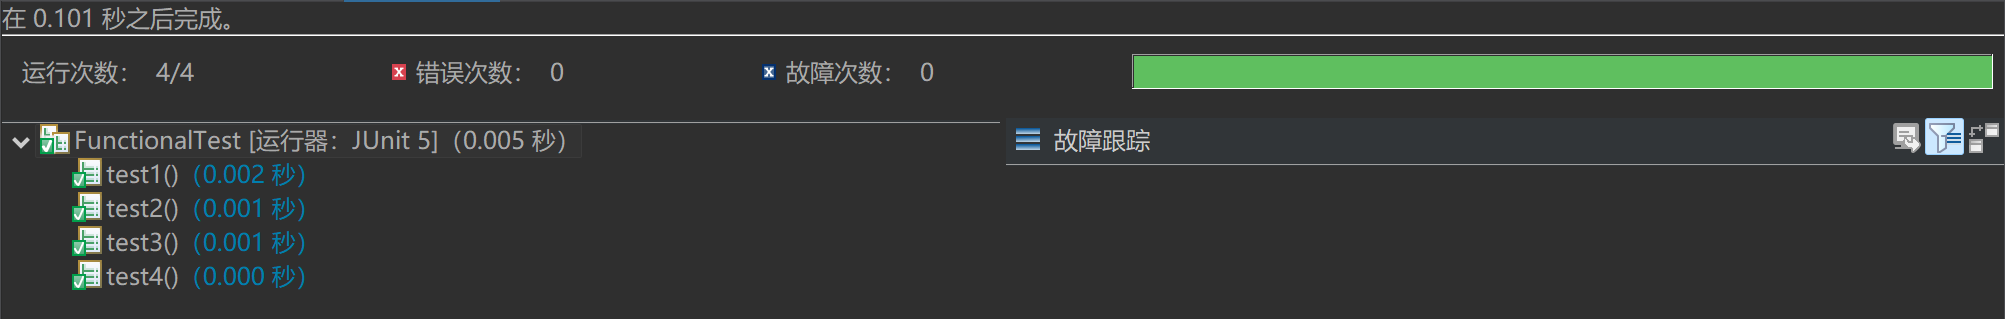 在 0.101 秒之后完成。
运行次数： 4/4 错误次数： 0 故障次数： 0
FunctionalTest [运行器：JUnit 5]（0.005 秒）
故障跟踪
test1()（0.002 秒）
test2()（0.001 秒）
test3()（0.001 秒）
test4()（0.000 秒）